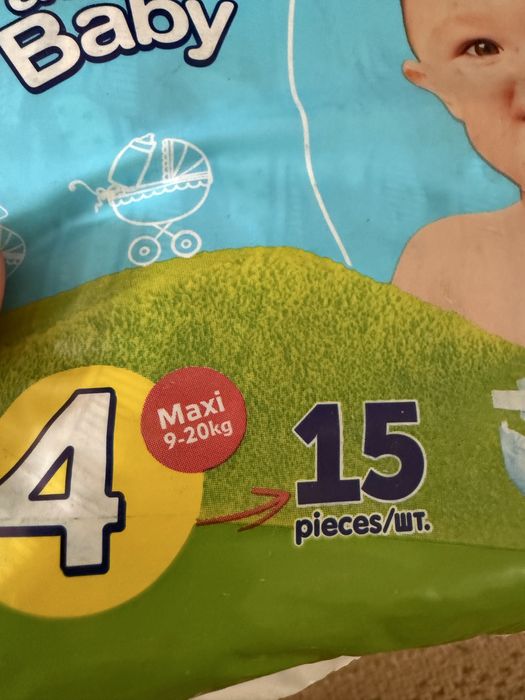 Baby
Maxi
9-20kg
4
15
pieces/шт.